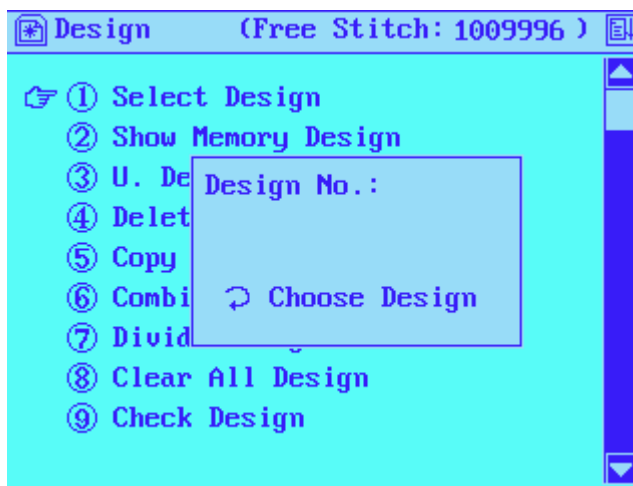 Design (Free Stitch: 1009996 )
① Select Design
② Show Memory Design
③ U. De
④ Delet
⑤ Copy
⑥ Combi
⑦ Divid
⑧ Clear All Design
⑨ Check Design
Design No.:
Choose Design